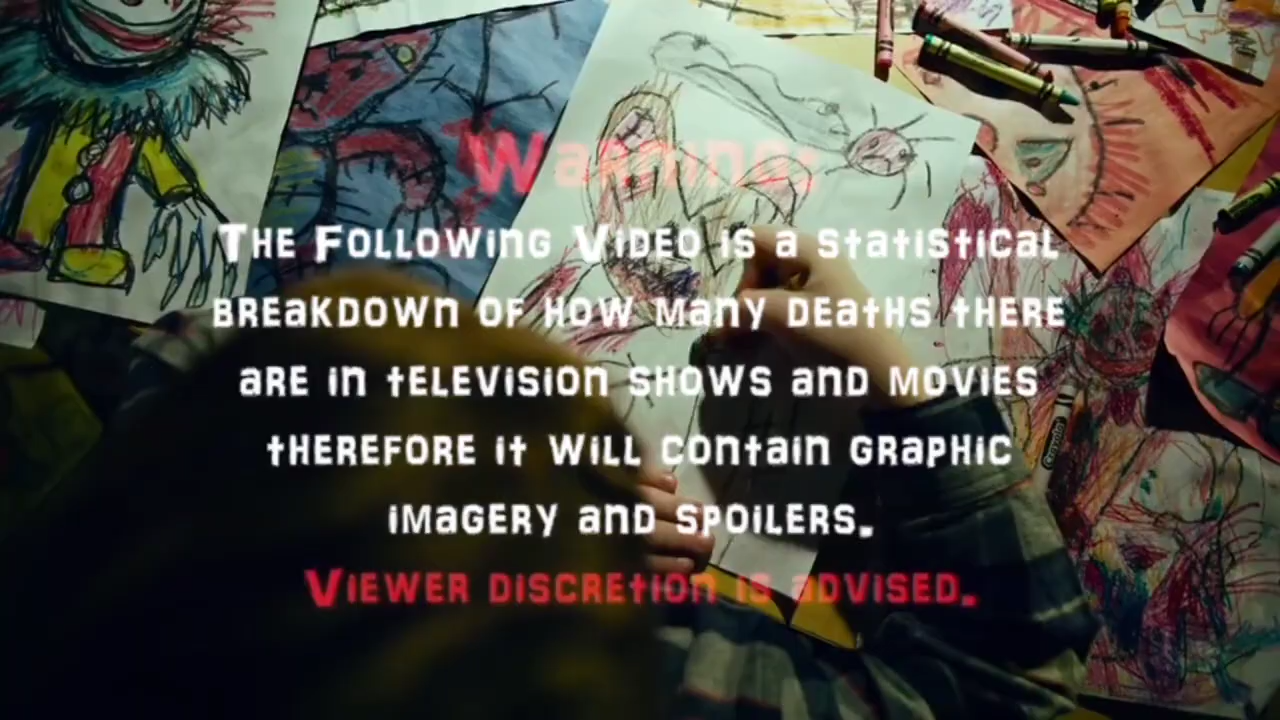 Warning:
The Following Video is a statistical
breakdown of how many deaths there
are in television shows and movies
therefore it will contain graphic
imagery and spoilers.
Viewer discretion is advised.
Crayola